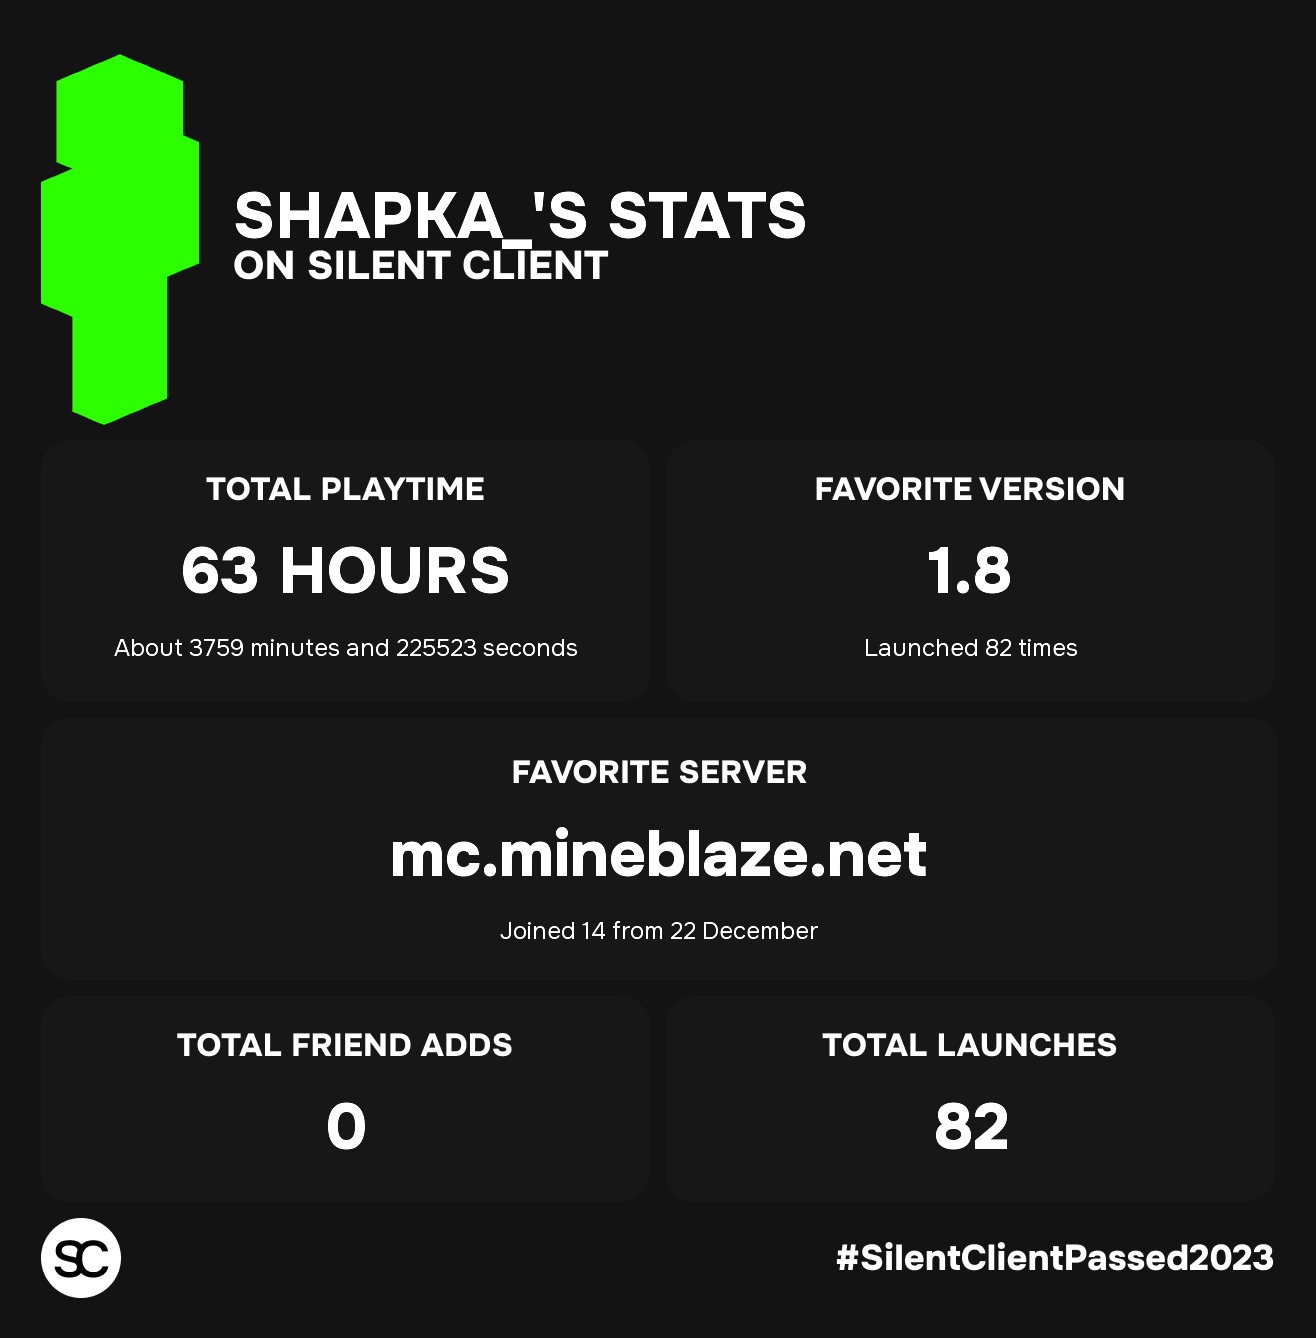 SHAPKA_'S STATS
ON SILENT CLIENT
TOTAL PLAYTIME
63 HOURS
About 3759 minutes and 225523 seconds
FAVORITE VERSION
1.8
Launched 82 times
FAVORITE SERVER
mc.mineblaze.net
Joined 14 from 22 December
TOTAL FRIEND ADDS
0
TOTAL LAUNCHES
82
SC
#SilentClientPassed2023